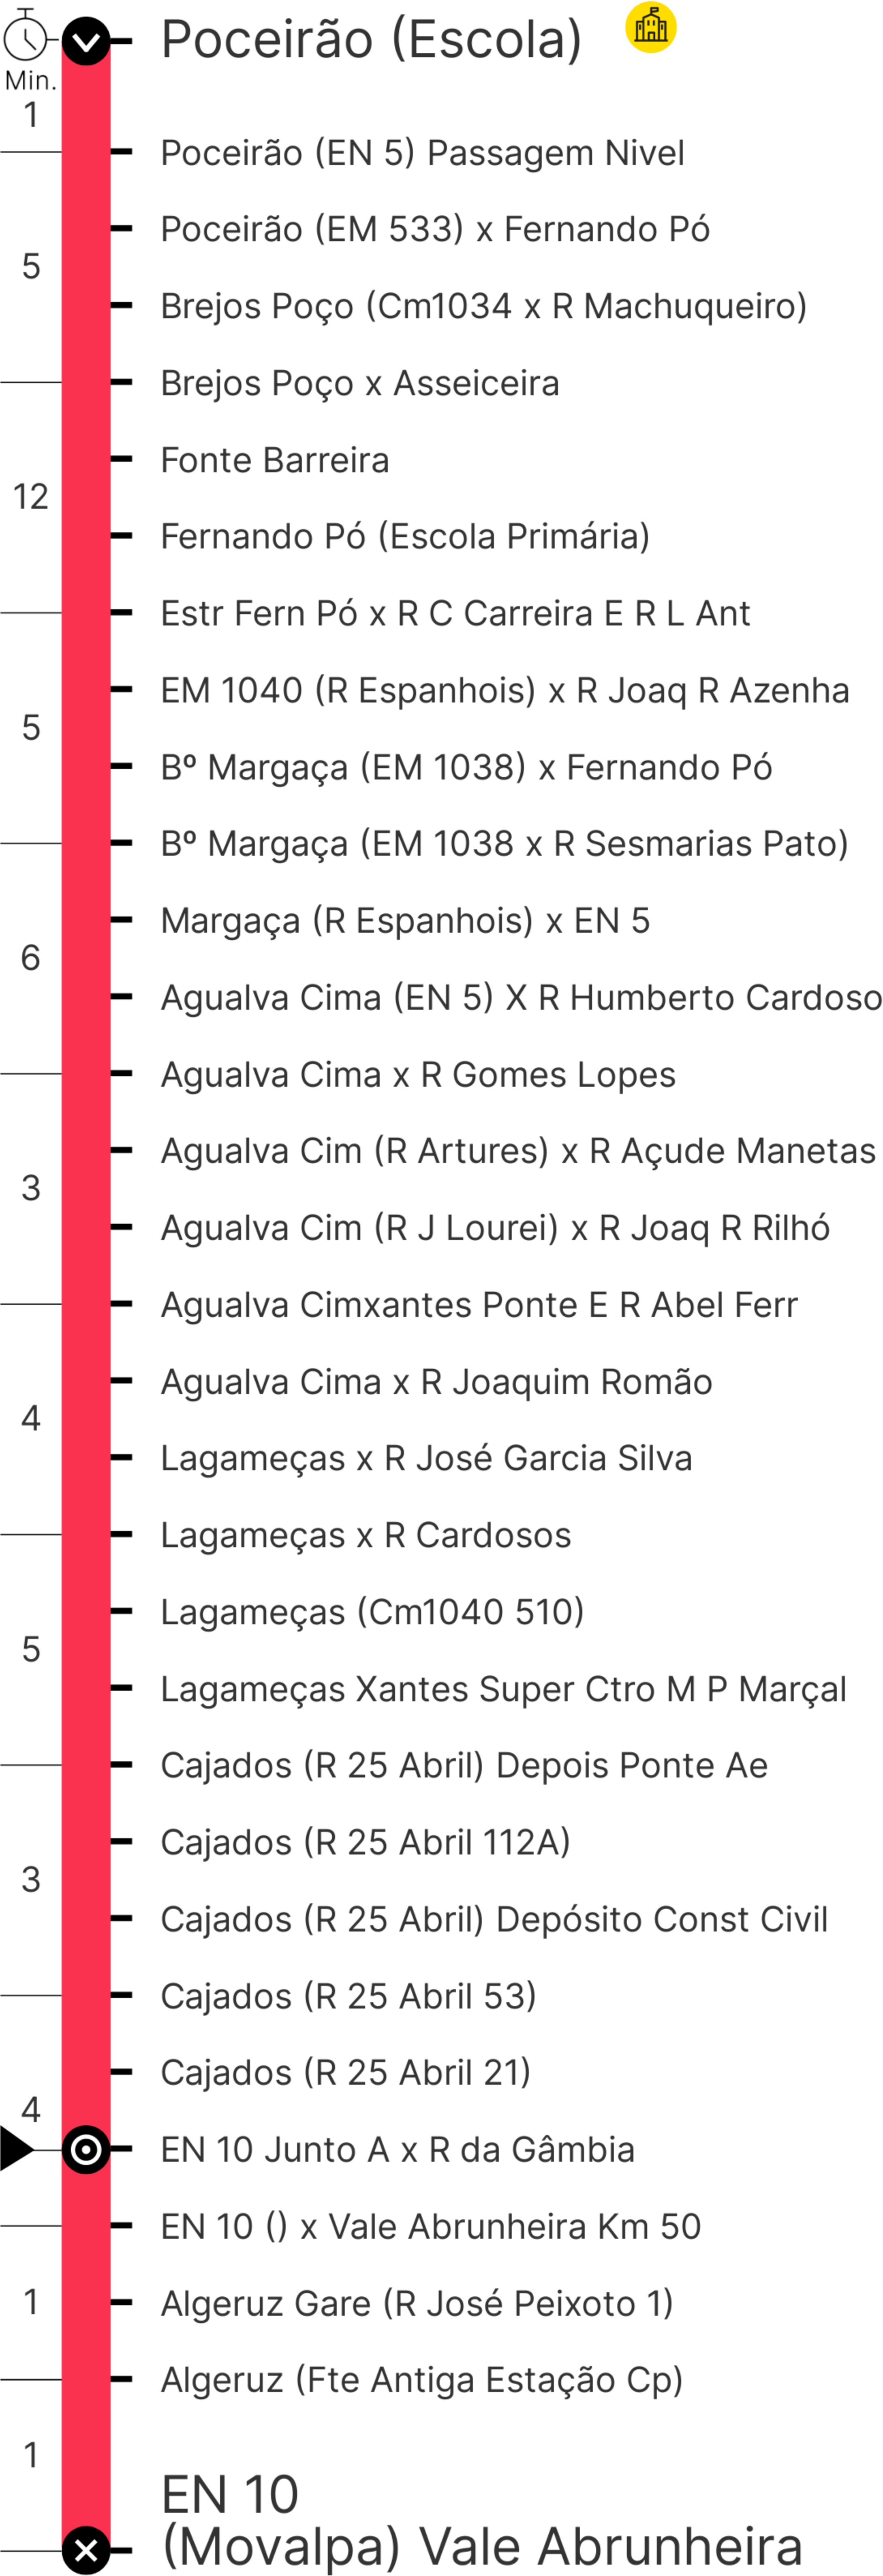 Poceirão (Escola)
Min.
1
Poceirão (EN 5) Passagem Nivel
Poceirão (EM 533) x Fernando Pó
5
Brejos Poço (Cm1034 x R Machuqueiro)
Brejos Poço x Asseiceira
Fonte Barreira
12
Fernando Pó (Escola Primária)
Estr Fern Pó x R C Carreira E R L Ant
EM 1040 (R Espanhois) x R Joaq R Azenha
5
Bº Margaça (EM 1038) x Fernando Pó
Bº Margaça (EM 1038 x R Sesmarias Pato)
Margaça (R Espanhois) x EN 5
6
Agualva Cima (EN 5) X R Humberto Cardoso
Agualva Cima x R Gomes Lopes
Agualva Cim (R Artures) x R Açude Manetas
3
Agualva Cim (R J Lourei) x R Joaq R Rilhó
Agualva Cimxantes Ponte E R Abel Ferr
Agualva Cima x R Joaquim Romão
4
Lagameças x R José Garcia Silva
Lagameças x R Cardosos
Lagameças (Cm1040 510)
5
Lagameças Xantes Super Ctro M P Marçal
Cajados (R 25 Abril) Depois Ponte Ae
Cajados (R 25 Abril 112A)
3
Cajados (R 25 Abril) Depósito Const Civil
Cajados (R 25 Abril 53)
Cajados (R 25 Abril 21)
4
EN 10 Junto A x R da Gâmbia
EN 10 () x Vale Abrunheira Km 50
1
Algeruz Gare (R José Peixoto 1)
Algeruz (Fte Antiga Estação Cp)
1
EN 10
(Movalpa) Vale Abrunheira